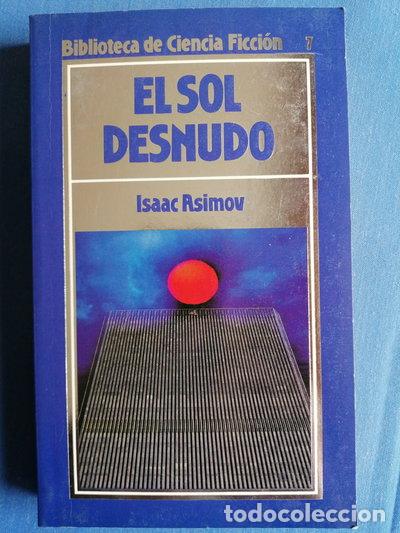 Biblioteca de Ciencia Ficción 7
EL SOL
DESNUDO
Isaac Asimov
todocoleccion